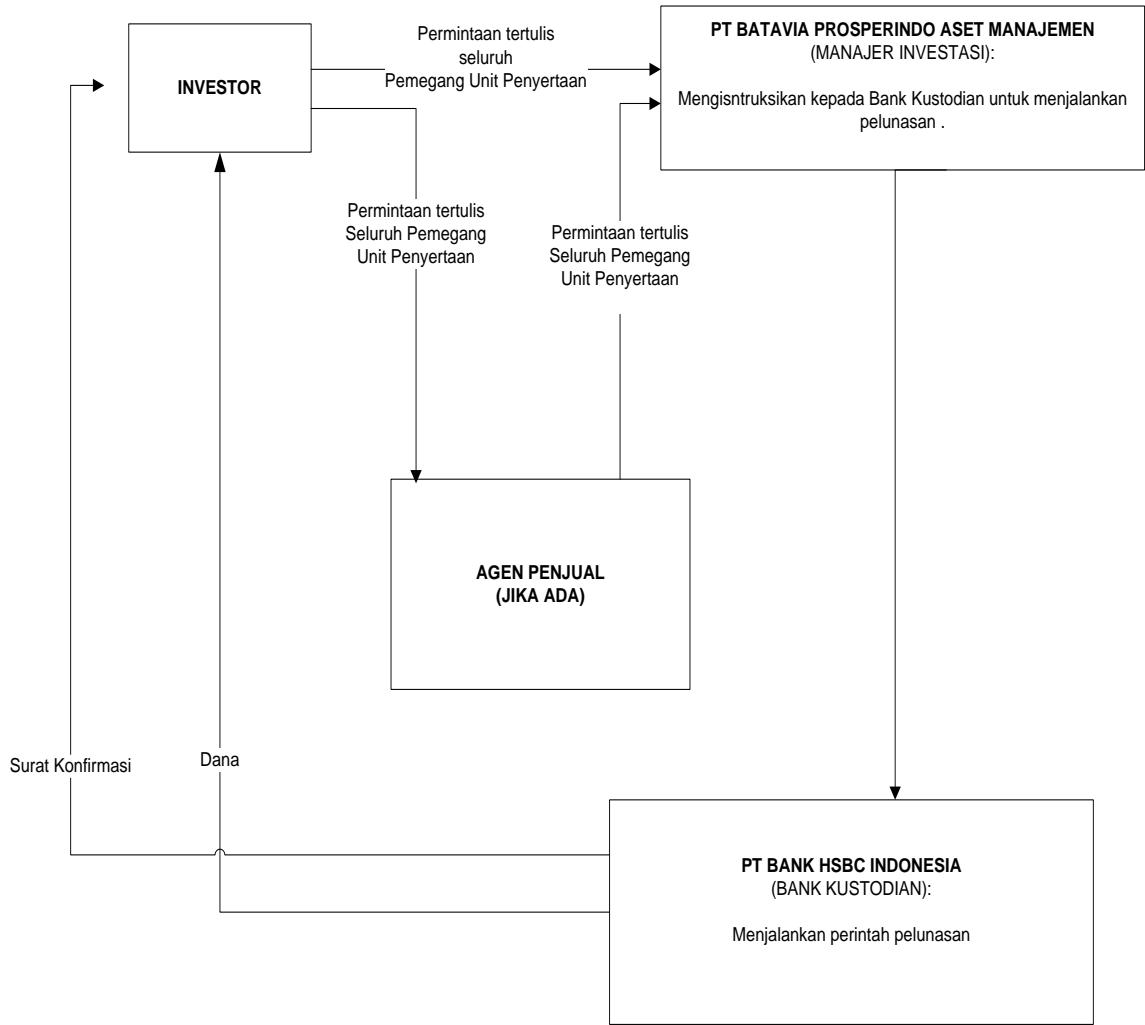 INVESTOR
Permintaan tertulis
seluruh
Pemegang Unit Penyertaan
PT BATAVIA PROSPERINDO ASET MANAJEMEN
(MANAJER INVESTASI):
Mengisntruksikan kepada Bank Kustodian untuk menjalankan
pelunasan .
Permintaan tertulis
Seluruh Pemegang
Unit Penyertaan
Permintaan tertulis
Seluruh Pemegang
Unit Penyertaan
AGEN PENJUAL
(JIKA ADA)
Surat Konfirmasi
Dana
PT BANK HSBC INDONESIA
(BANK KUSTODIAN):
Menjalankan perintah pelunasan